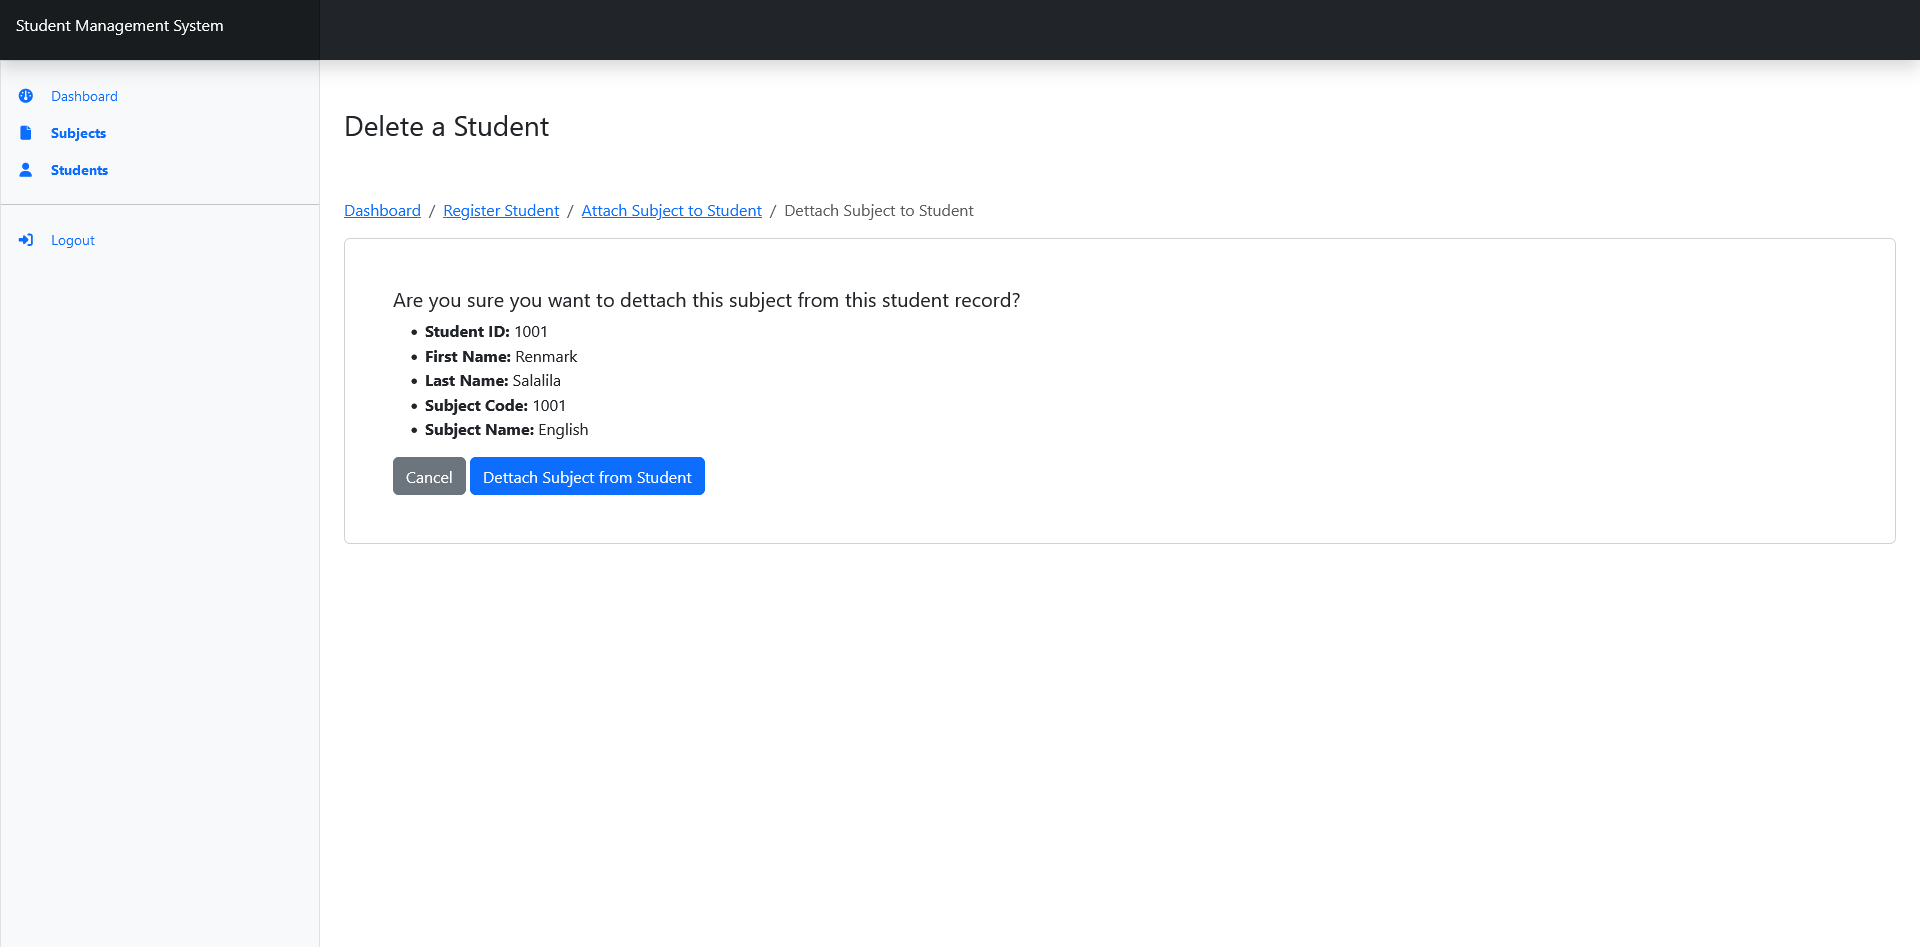 Student Management System
Dashboard
Subjects
Students
Logout
Delete a Student
Dashboard / Register Student / Attach Subject to Student / Dettach Subject to Student
Are you sure you want to dettach this subject from this student record?
• Student ID: 1001
• First Name: Renmark
• Last Name: Salalila
• Subject Code: 1001
• Subject Name: English
Cancel Dettach Subject from Student